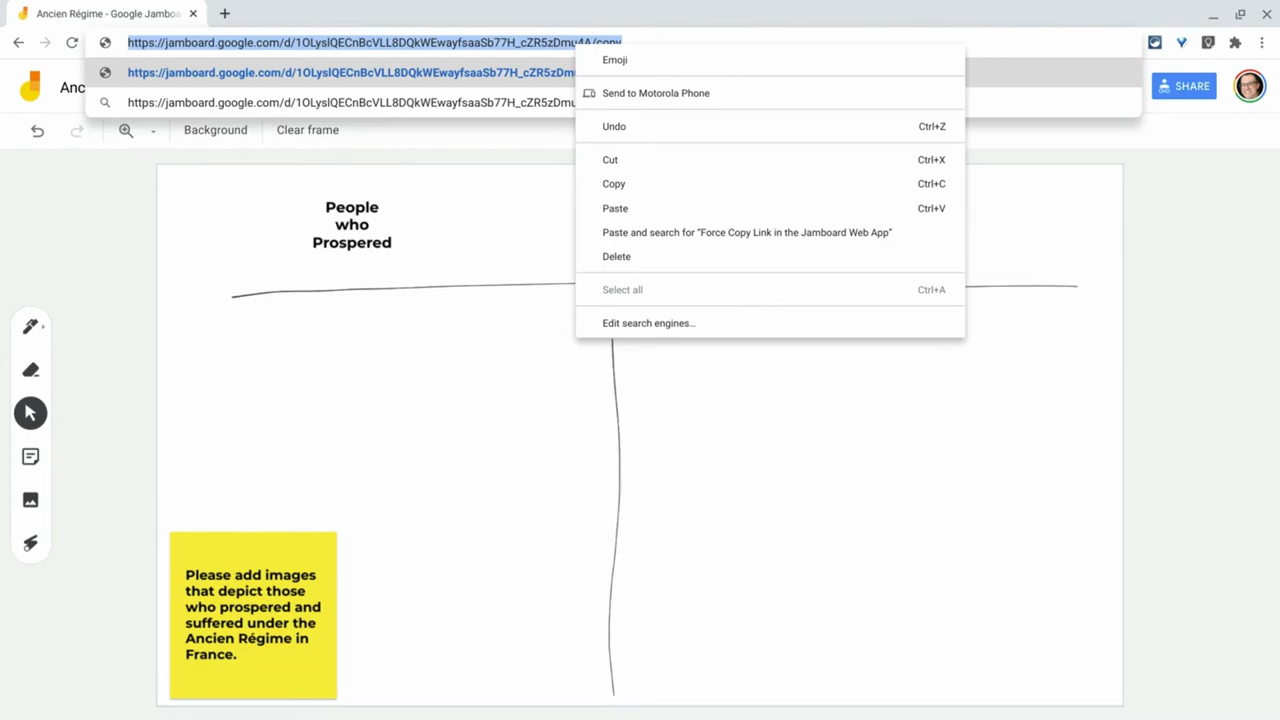 Ancien Régime - Google Jamboa
https://jamboard.google.com/d/1OLyslQECnBcVLL8DQkWEwayfsaaSb77H_cZR5zDmu4A/copy
https://jamboard.google.com/d/1OLyslQECnBcVLL8DQkWEwayfsaaSb77H_cZR5zDmu
https://jamboard.google.com/d/1OLyslQECnBcVLL8DQkWEwayfsaaSb77H_cZR5zDmu
Anc
SHARE
Background
Clear frame
Emoji
Send to Motorola Phone
Undo Ctrl+Z
Cut Ctrl+X
Copy Ctrl+C
Paste Ctrl+V
Paste and search for “Force Copy Link in the Jamboard Web App”
Delete
Select all Ctrl+A
Edit search engines...
People
who
Prospered
Please add images
that depict those
who prospered and
suffered under the
Ancien Régime in
France.